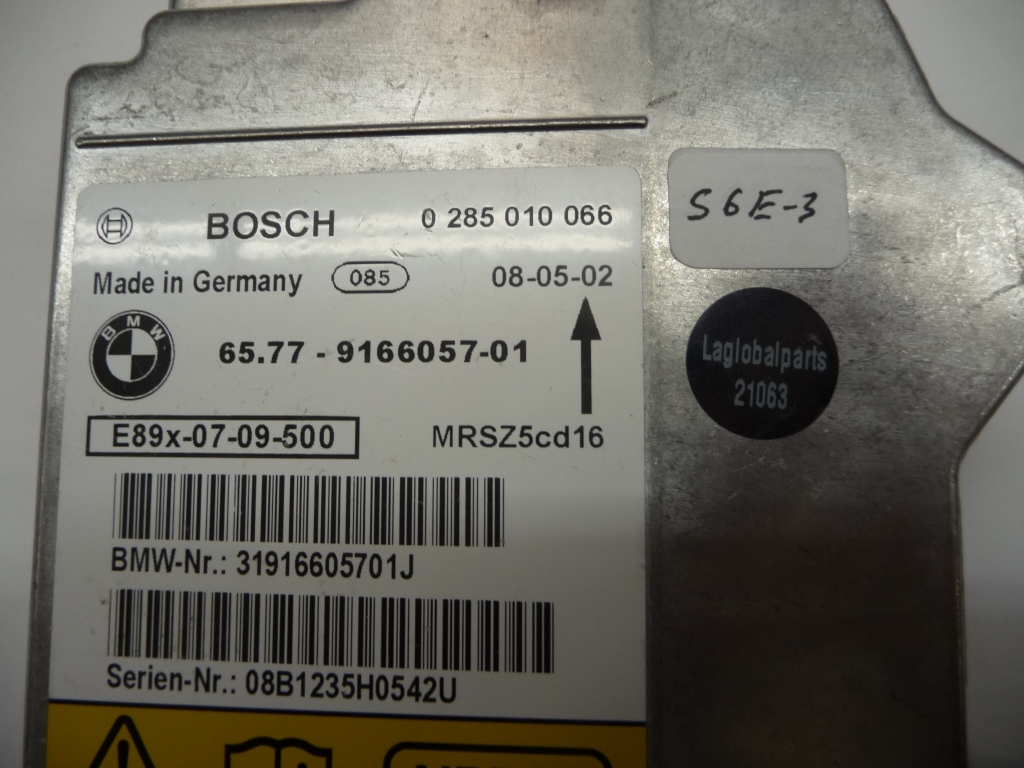 BOSCH 0 285 010 066
S6E-3
Made in Germany 085 08-05-02
BMW
65.77 - 9166057-01
Laglobalparts
21063
E89x-07-09-500 MRSZ5cd16
BMW-Nr.: 31916605701J
Serien-Nr.: 08B1235H0542U